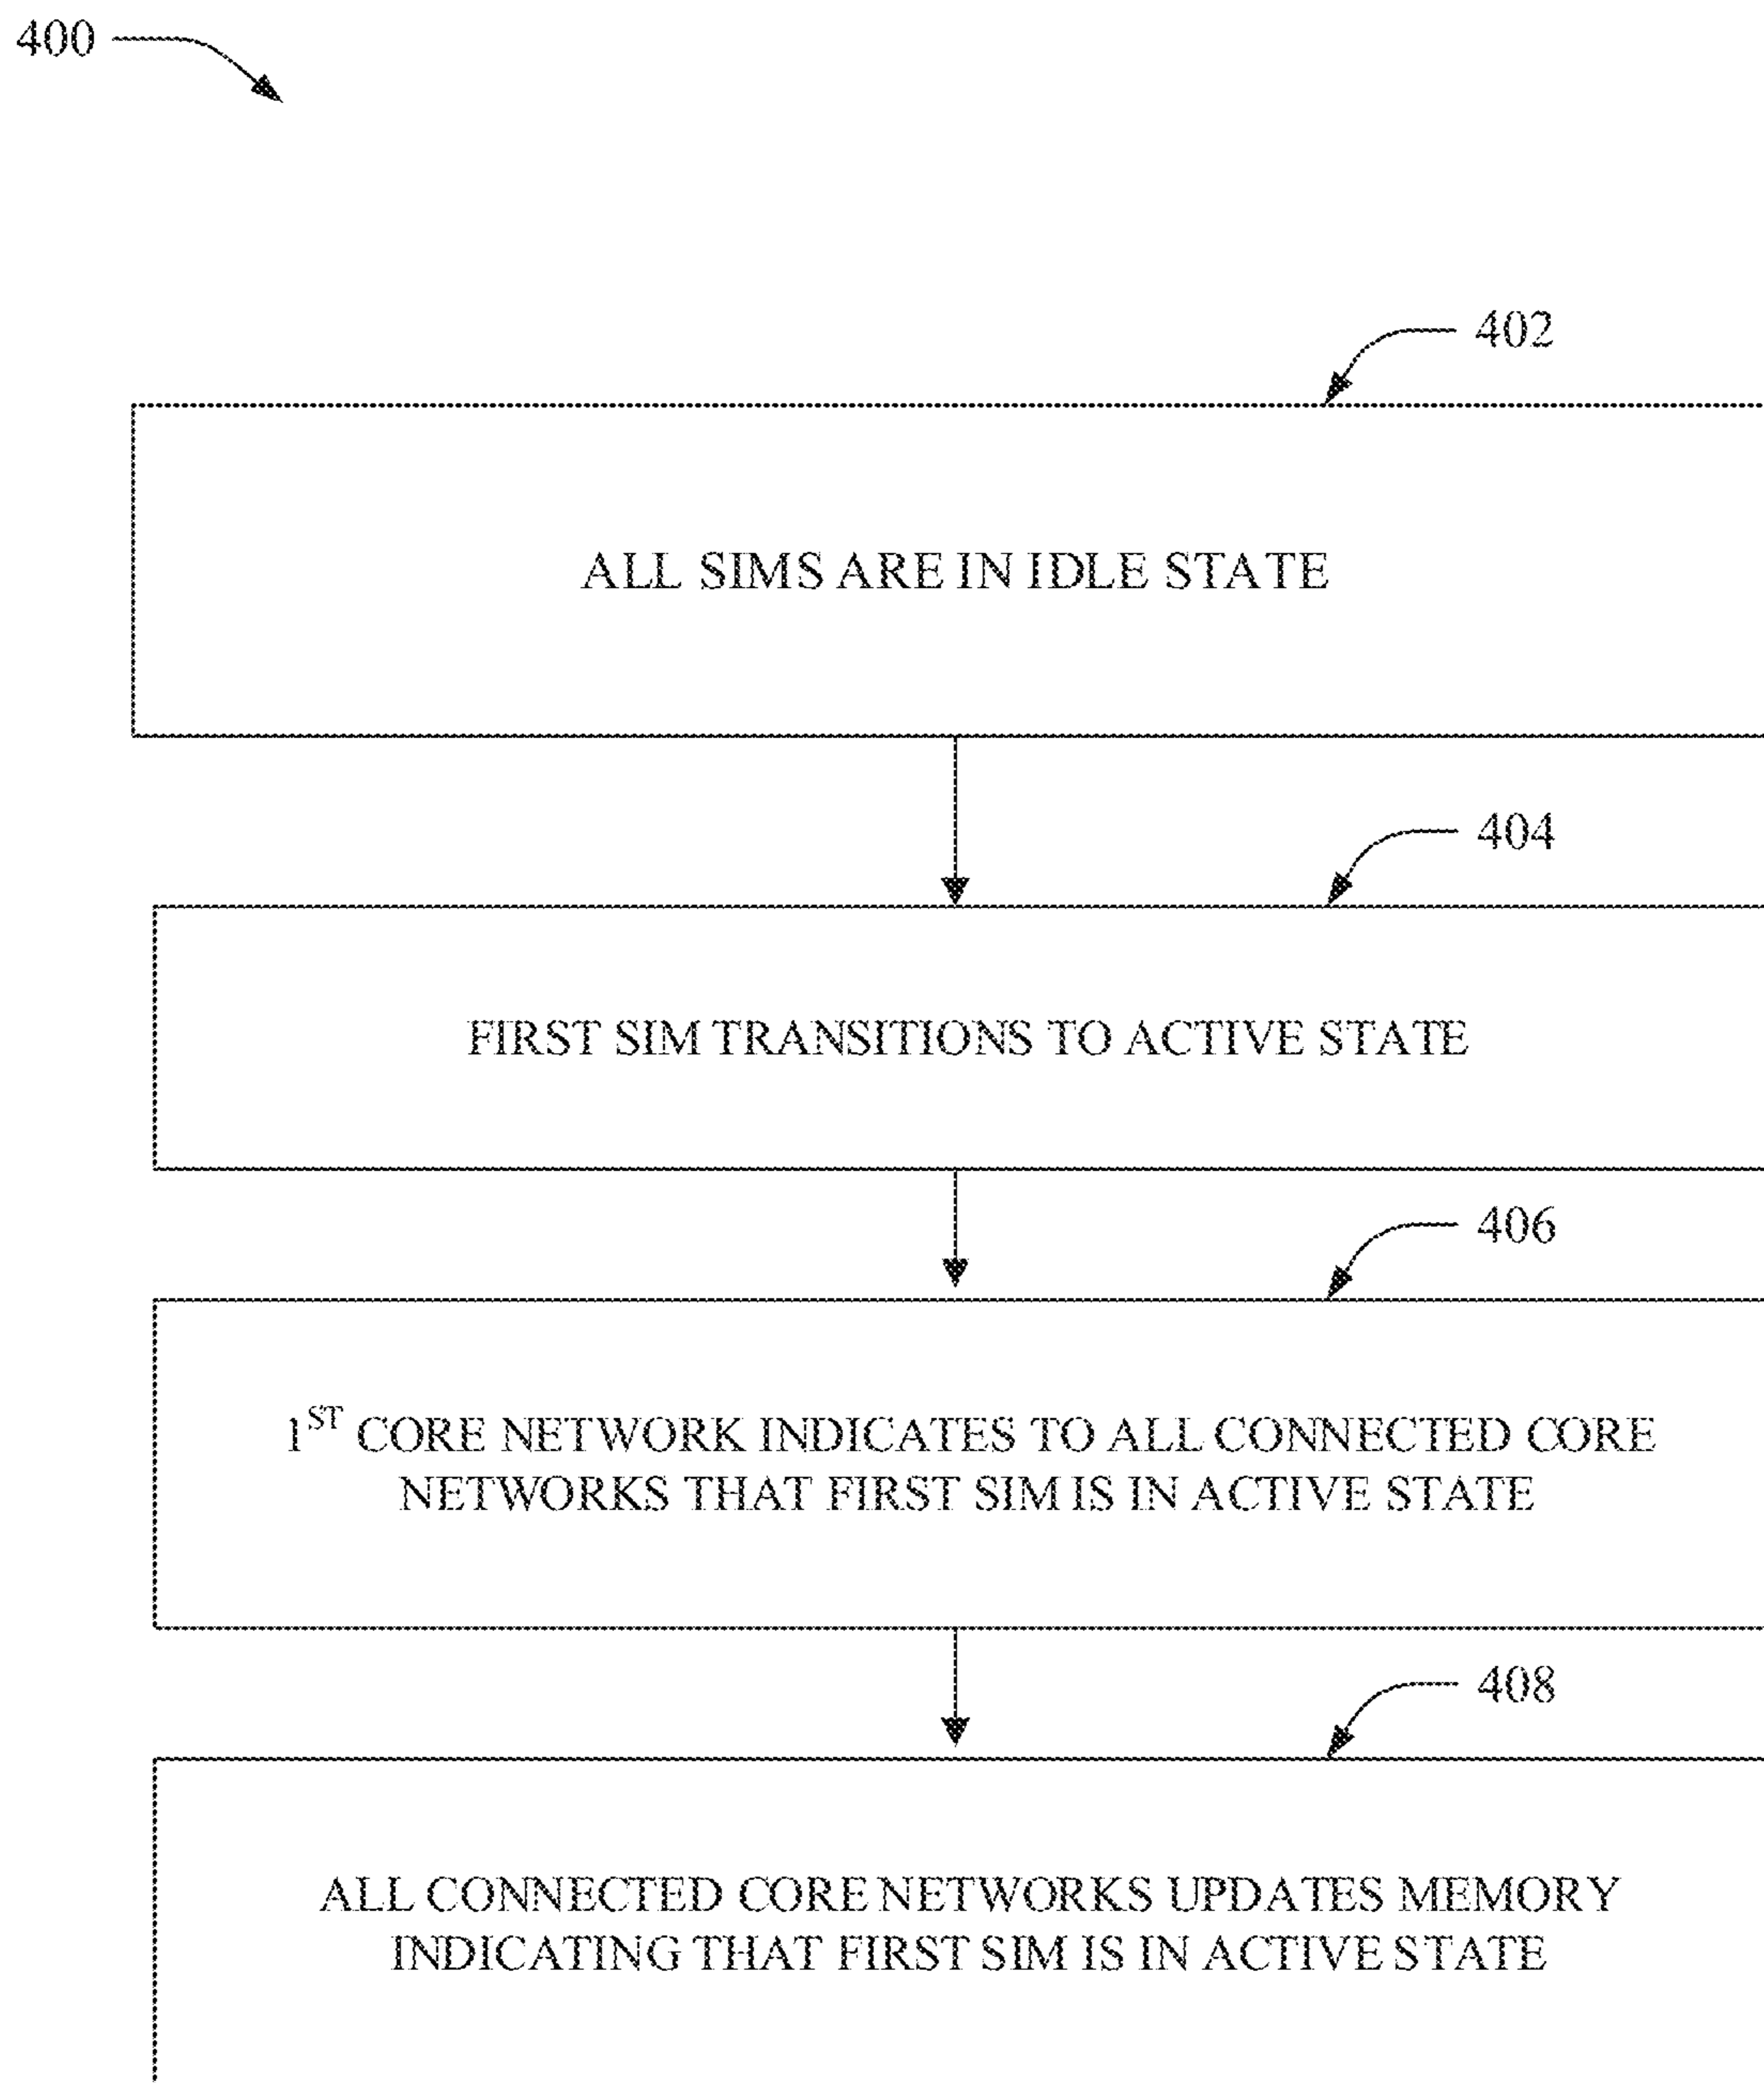 400
402
ALL SIMS ARE IN IDLE STATE
404
FIRST SIM TRANSITIONS TO ACTIVE STATE
406
1ST CORE NETWORK INDICATES TO ALL CONNECTED CORE
NETWORKS THAT FIRST SIM IS IN ACTIVE STATE
408
ALL CONNECTED CORE NETWORKS UPDATES MEMORY
INDICATING THAT FIRST SIM IS IN ACTIVE STATE